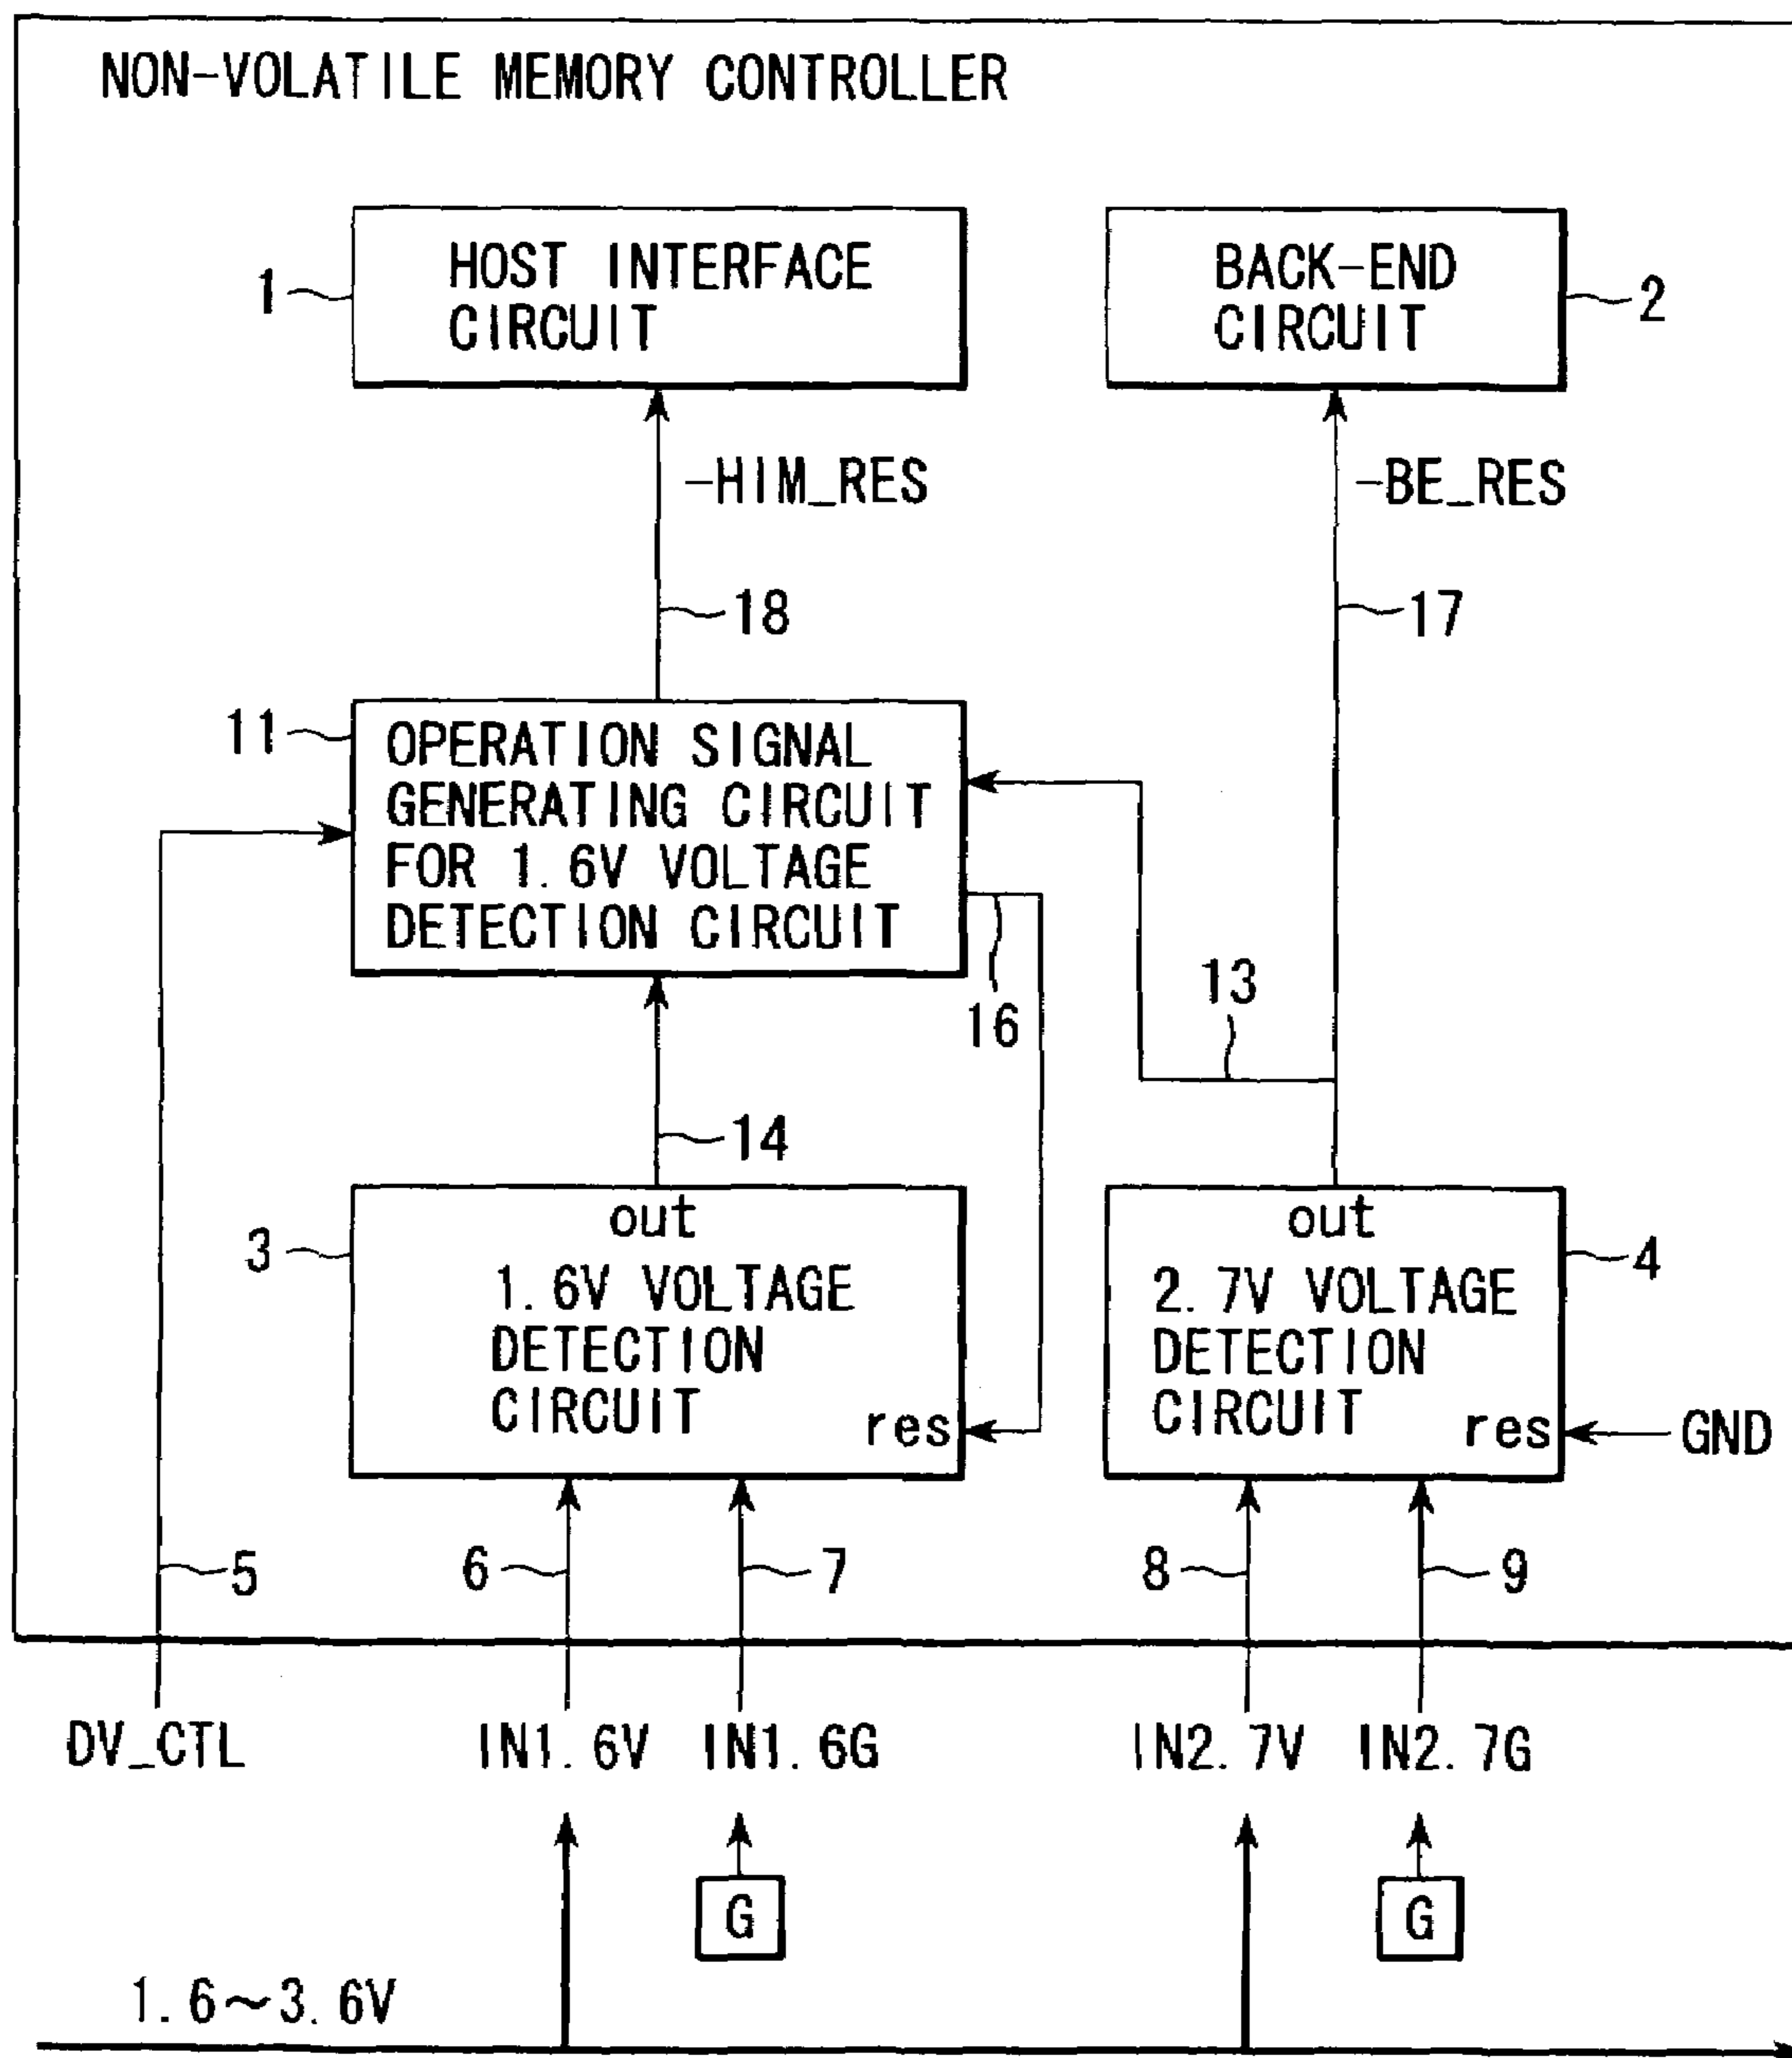 NON-VOLATILE MEMORY CONTROLLER
HOST INTERFACE
CIRCUIT
1
BACK-END
CIRCUIT
2
-HIM_RES
-BE_RES
18
17
11
OPERATION SIGNAL
GENERATING CIRCUIT
FOR 1.6V VOLTAGE
DETECTION CIRCUIT
16
13
14
3
out
1.6V VOLTAGE
DETECTION
CIRCUIT
res
out
2.7V VOLTAGE
DETECTION
CIRCUIT
res
4
GND
5
6
7
8
9
DV_CTL
IN1.6V
IN1.6G
IN2.7V
IN2.7G
G
G
1.6~3.6V